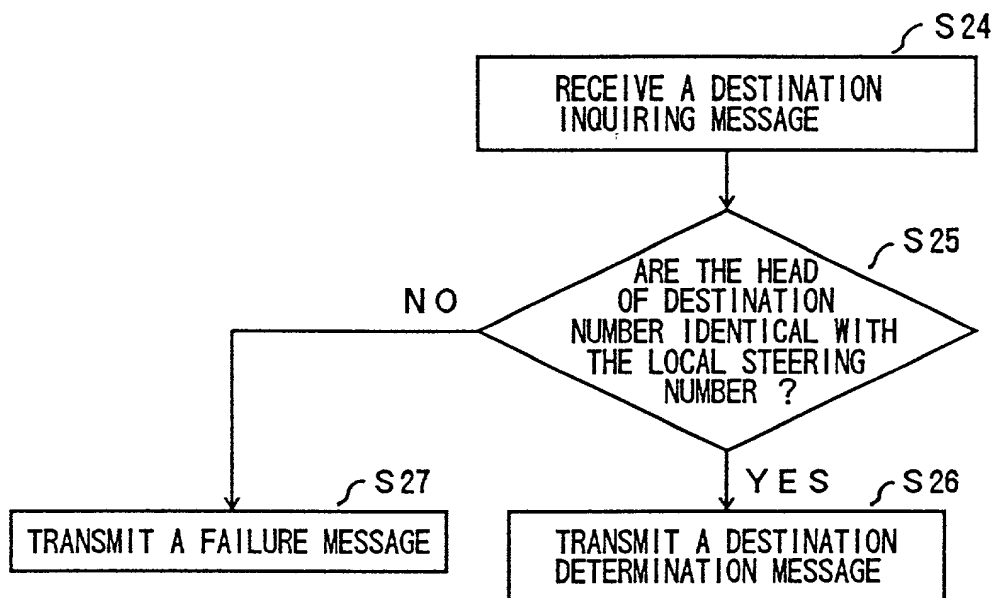 S24
RECEIVE A DESTINATION
INQUIRING MESSAGE
S25
ARE THE HEAD
OF DESTINATION
NUMBER IDENTICAL WITH
THE LOCAL STEERING
NUMBER ?
NO
YES
S27
TRANSMIT A FAILURE MESSAGE
S26
TRANSMIT A DESTINATION
DETERMINATION MESSAGE